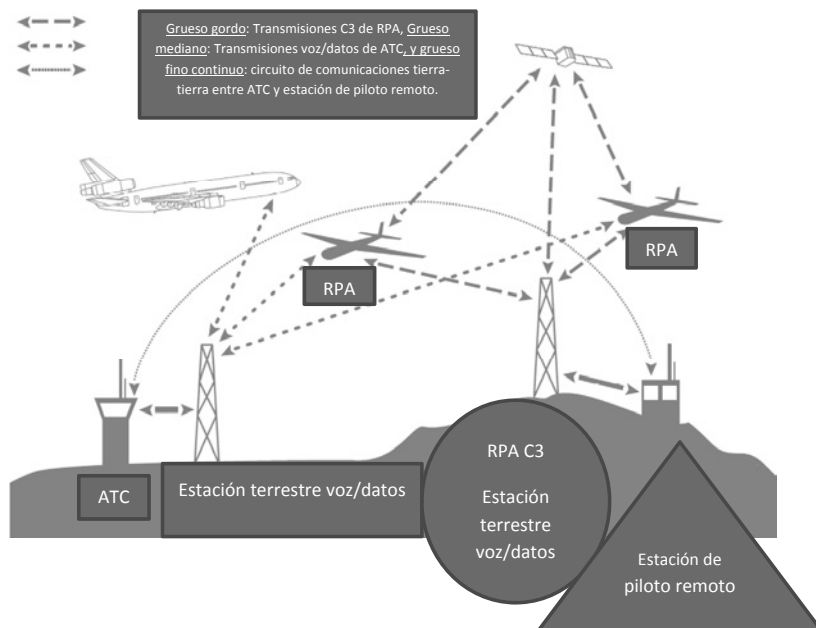 Grueso gordo: Transmisiones C3 de RPA, Grueso
mediano: Transmisiones voz/datos de ATC, y grueso
fino continuo: circuito de comunicaciones tierra-
tierra entre ATC y estación de piloto remoto.
RPA
RPA
ATC
Estación terrestre voz/datos
RPA C3
Estación
terrestre
voz/datos
Estación de
piloto remoto